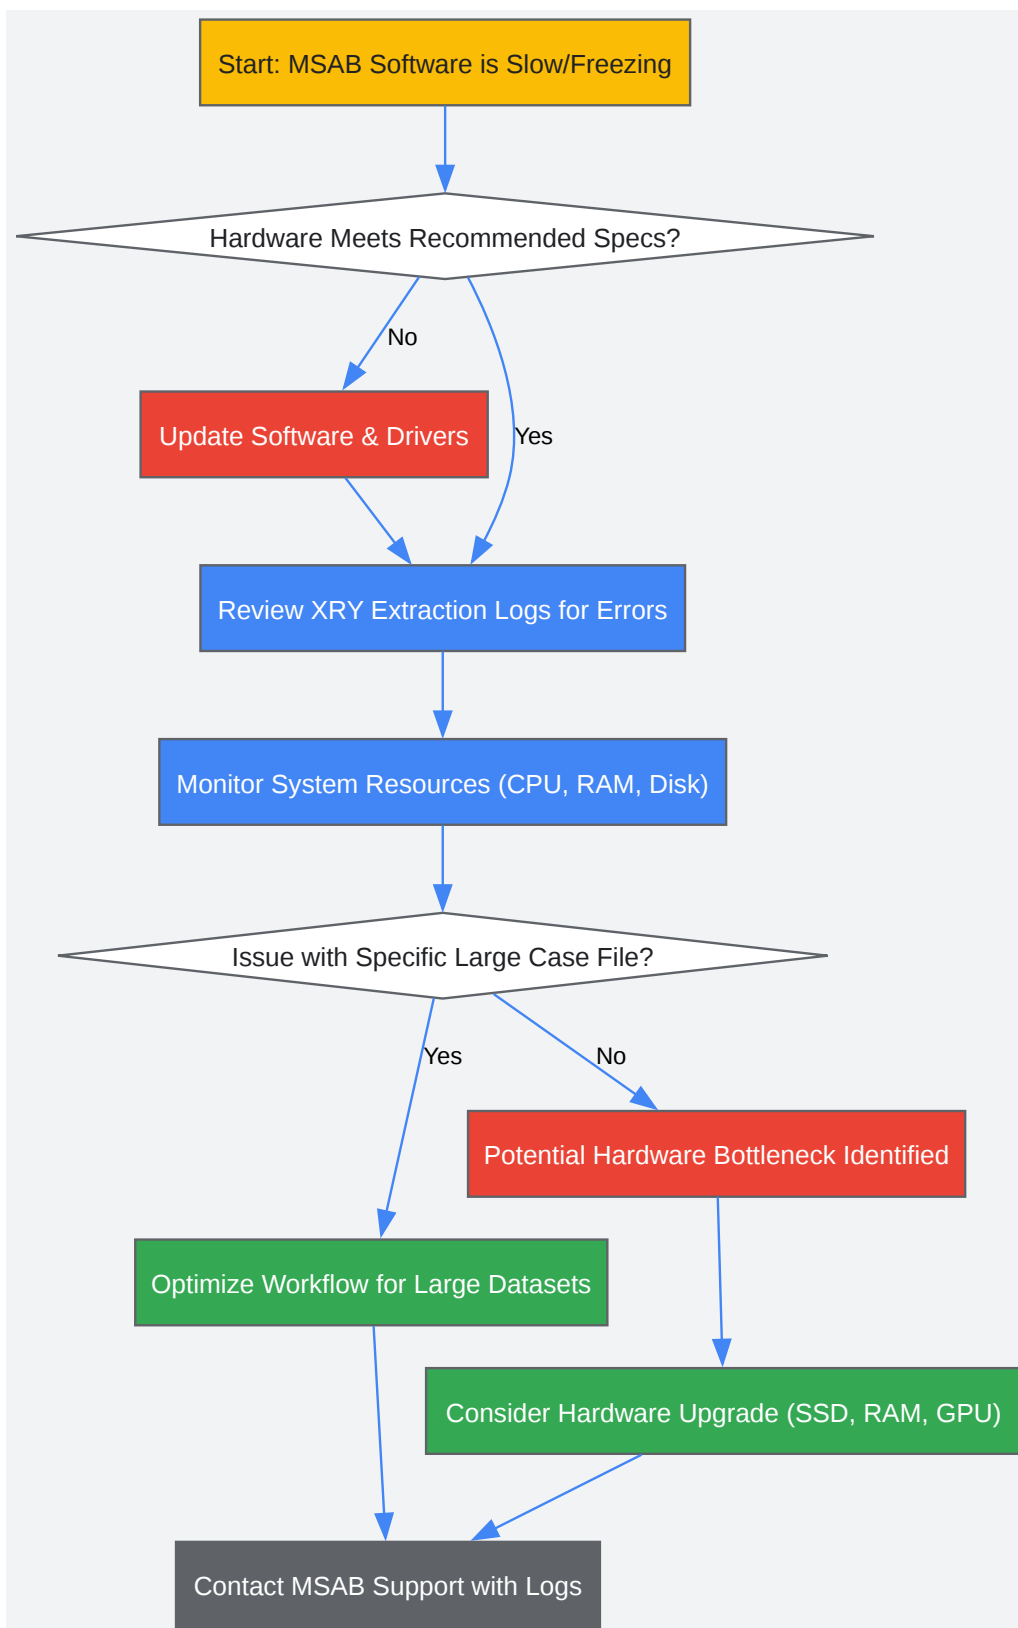 Start: MSAB Software is Slow/Freezing
Hardware Meets Recommended Specs?
No
Update Software & Drivers
Yes
Review XRY Extraction Logs for Errors
Monitor System Resources (CPU, RAM, Disk)
Issue with Specific Large Case File?
Yes
No
Potential Hardware Bottleneck Identified
Optimize Workflow for Large Datasets
Consider Hardware Upgrade (SSD, RAM, GPU)
Contact MSAB Support with Logs